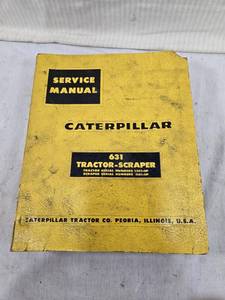 SERVICE
MANUAL
CATERPILLAR
631
TRACTOR-SCRAPER
TRACTOR SERIAL NUMBERS
SCRAPER SERIAL NUMBERS
CATERPILLAR TRACTOR CO. PEORIA, ILLINOIS, U.S.A.